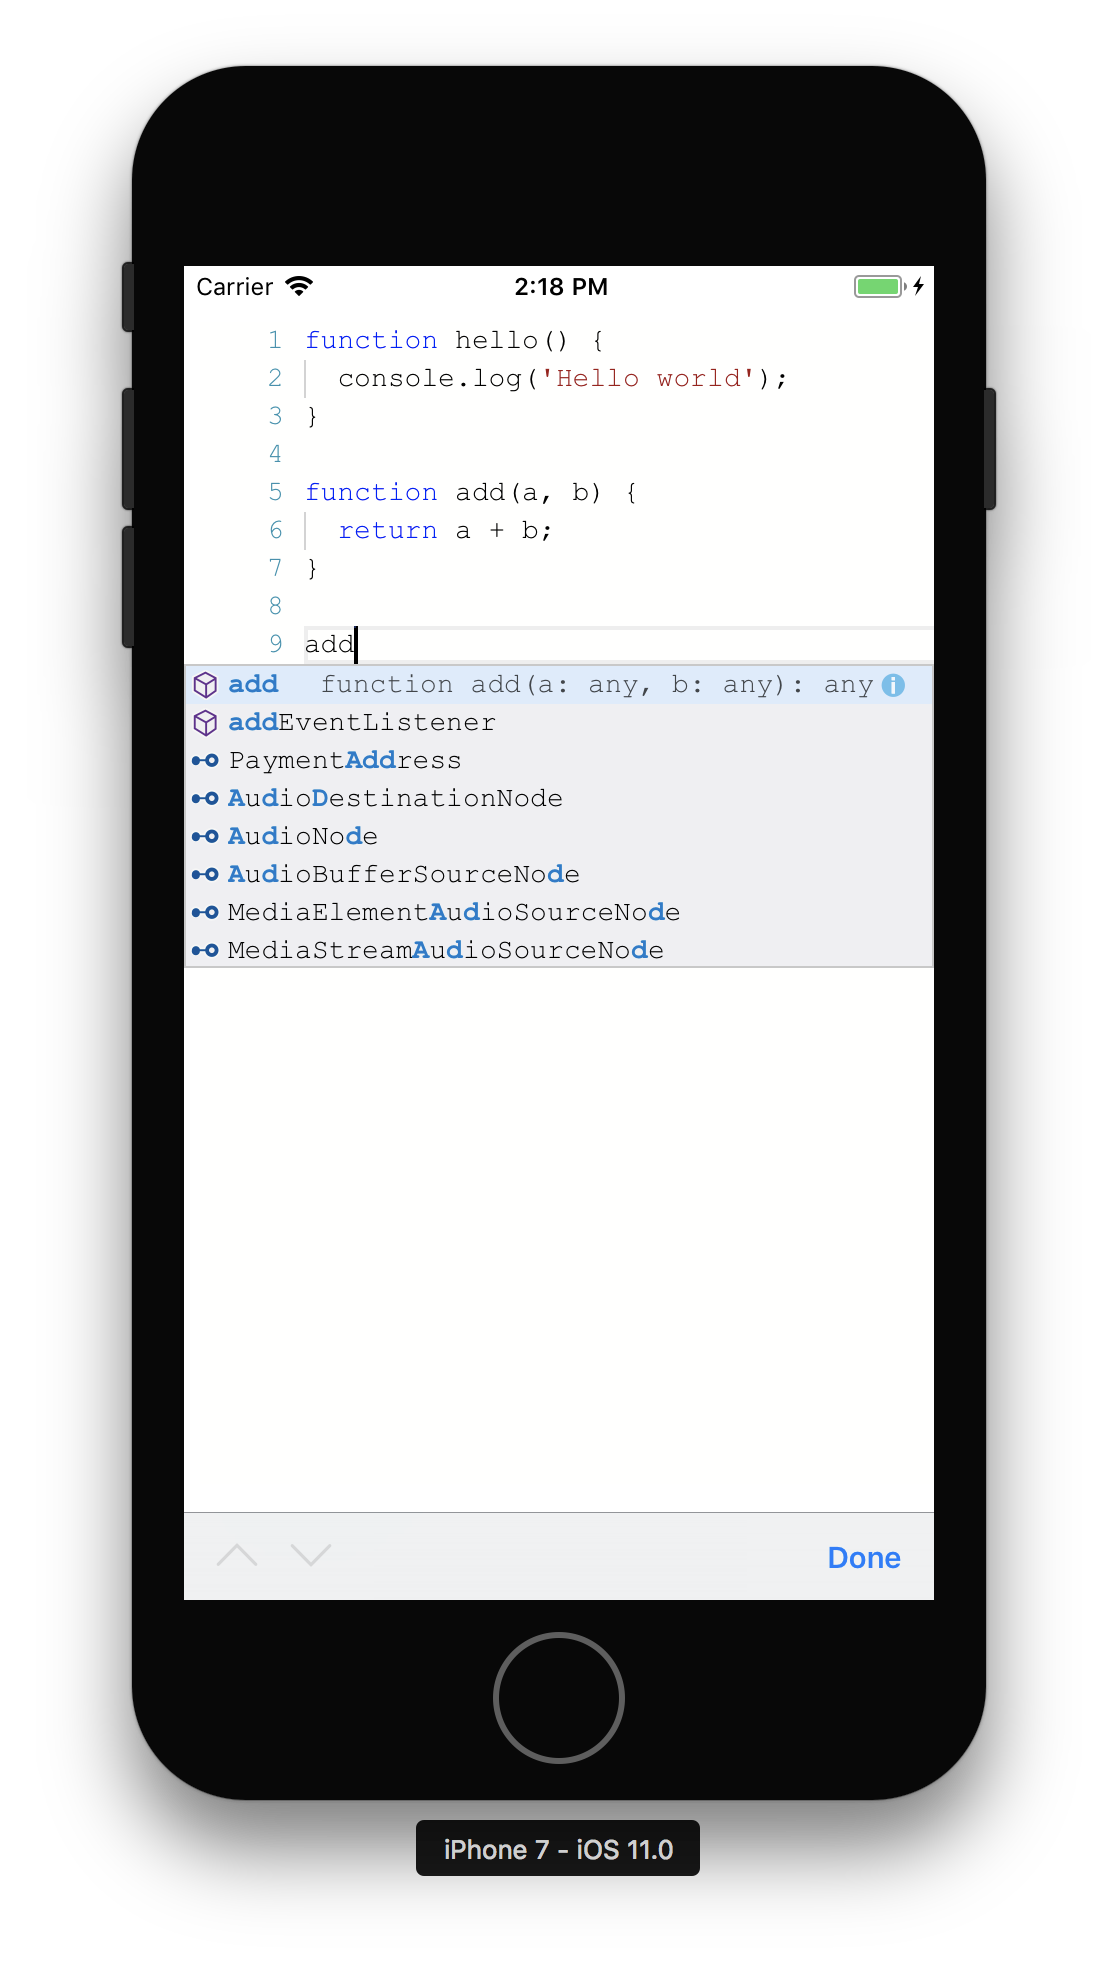 Carrier 2:18 PM
1 function hello() {
2   console.log('Hello world');
3 }
4
5 function add(a, b) {
6   return a + b;
7 }
8
9 add
add function add(a: any, b: any): any
addEventListener
PaymentAddress
AudioDestinationNode
AudioNode
AudioBufferSourceNode
MediaElementAudioSourceNode
MediaStreamAudioSourceNode
Done
iPhone 7 - iOS 11.0